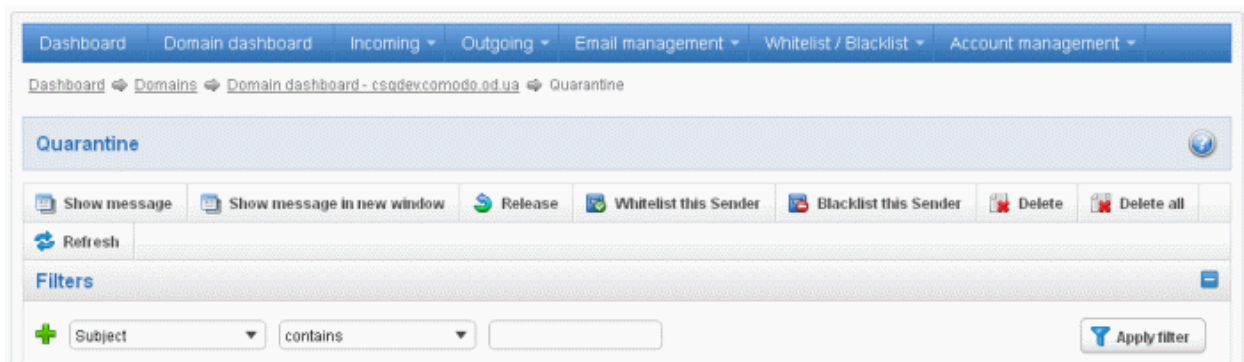 Dashboard Domain dashboard Incoming Outgoing Email management Whitelist / Blacklist Account management
Dashboard Domains Domain dashboard - csgdev.comodo.od.ua Quarantine
Quarantine
Show message Show message in new window Release Whitelist this Sender Blacklist this Sender Delete Delete all
Refresh
Filters
Subject contains Apply filter